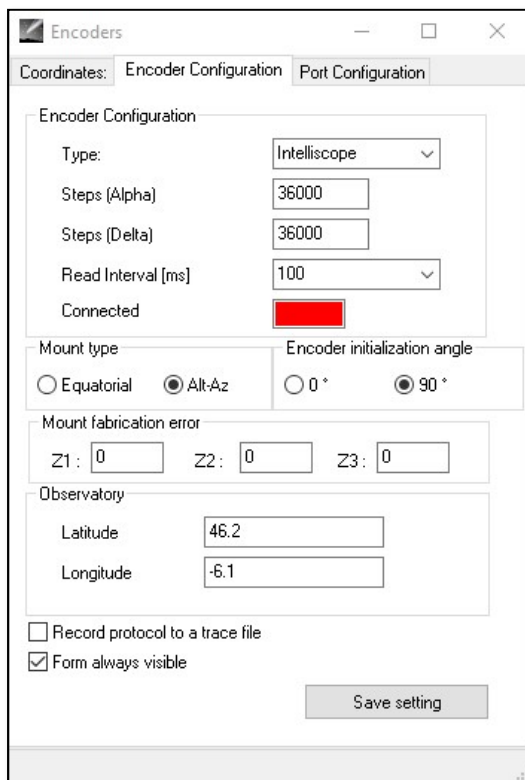 Encoders
Coordinates: Encoder Configuration Port Configuration
Encoder Configuration
Type: Intelliscope
Steps (Alpha) 36000
Steps (Delta) 36000
Read Interval [ms] 100
Connected
Mount type Encoder initialization angle
Equatorial Alt-Az 0 ° 90 °
Mount fabrication error
Z1 : 0 Z2 : 0 Z3 : 0
Observatory
Latitude 46.2
Longitude -6.1
Record protocol to a trace file
Form always visible
Save setting